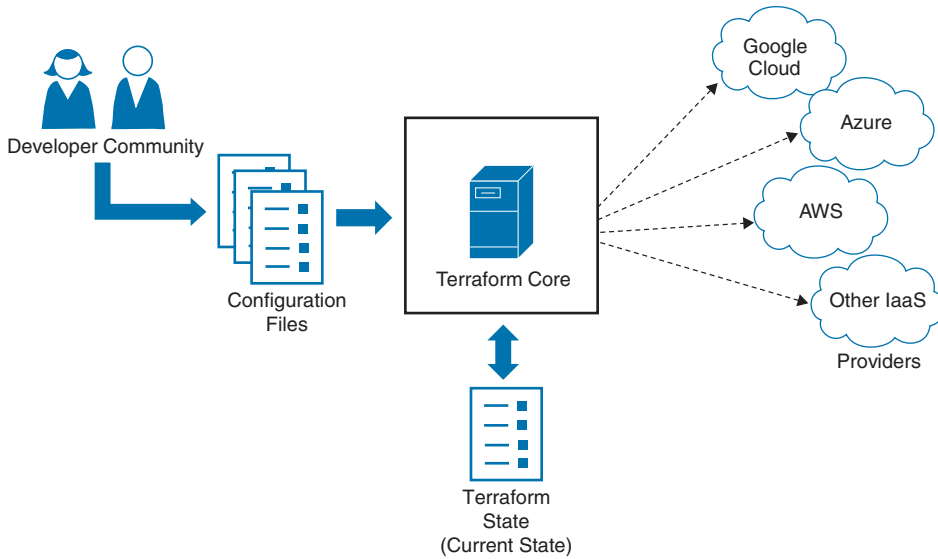 Developer Community
Configuration
Files
Terraform Core
Terraform
State
(Current State)
Google
Cloud
Azure
AWS
Other IaaS
Providers